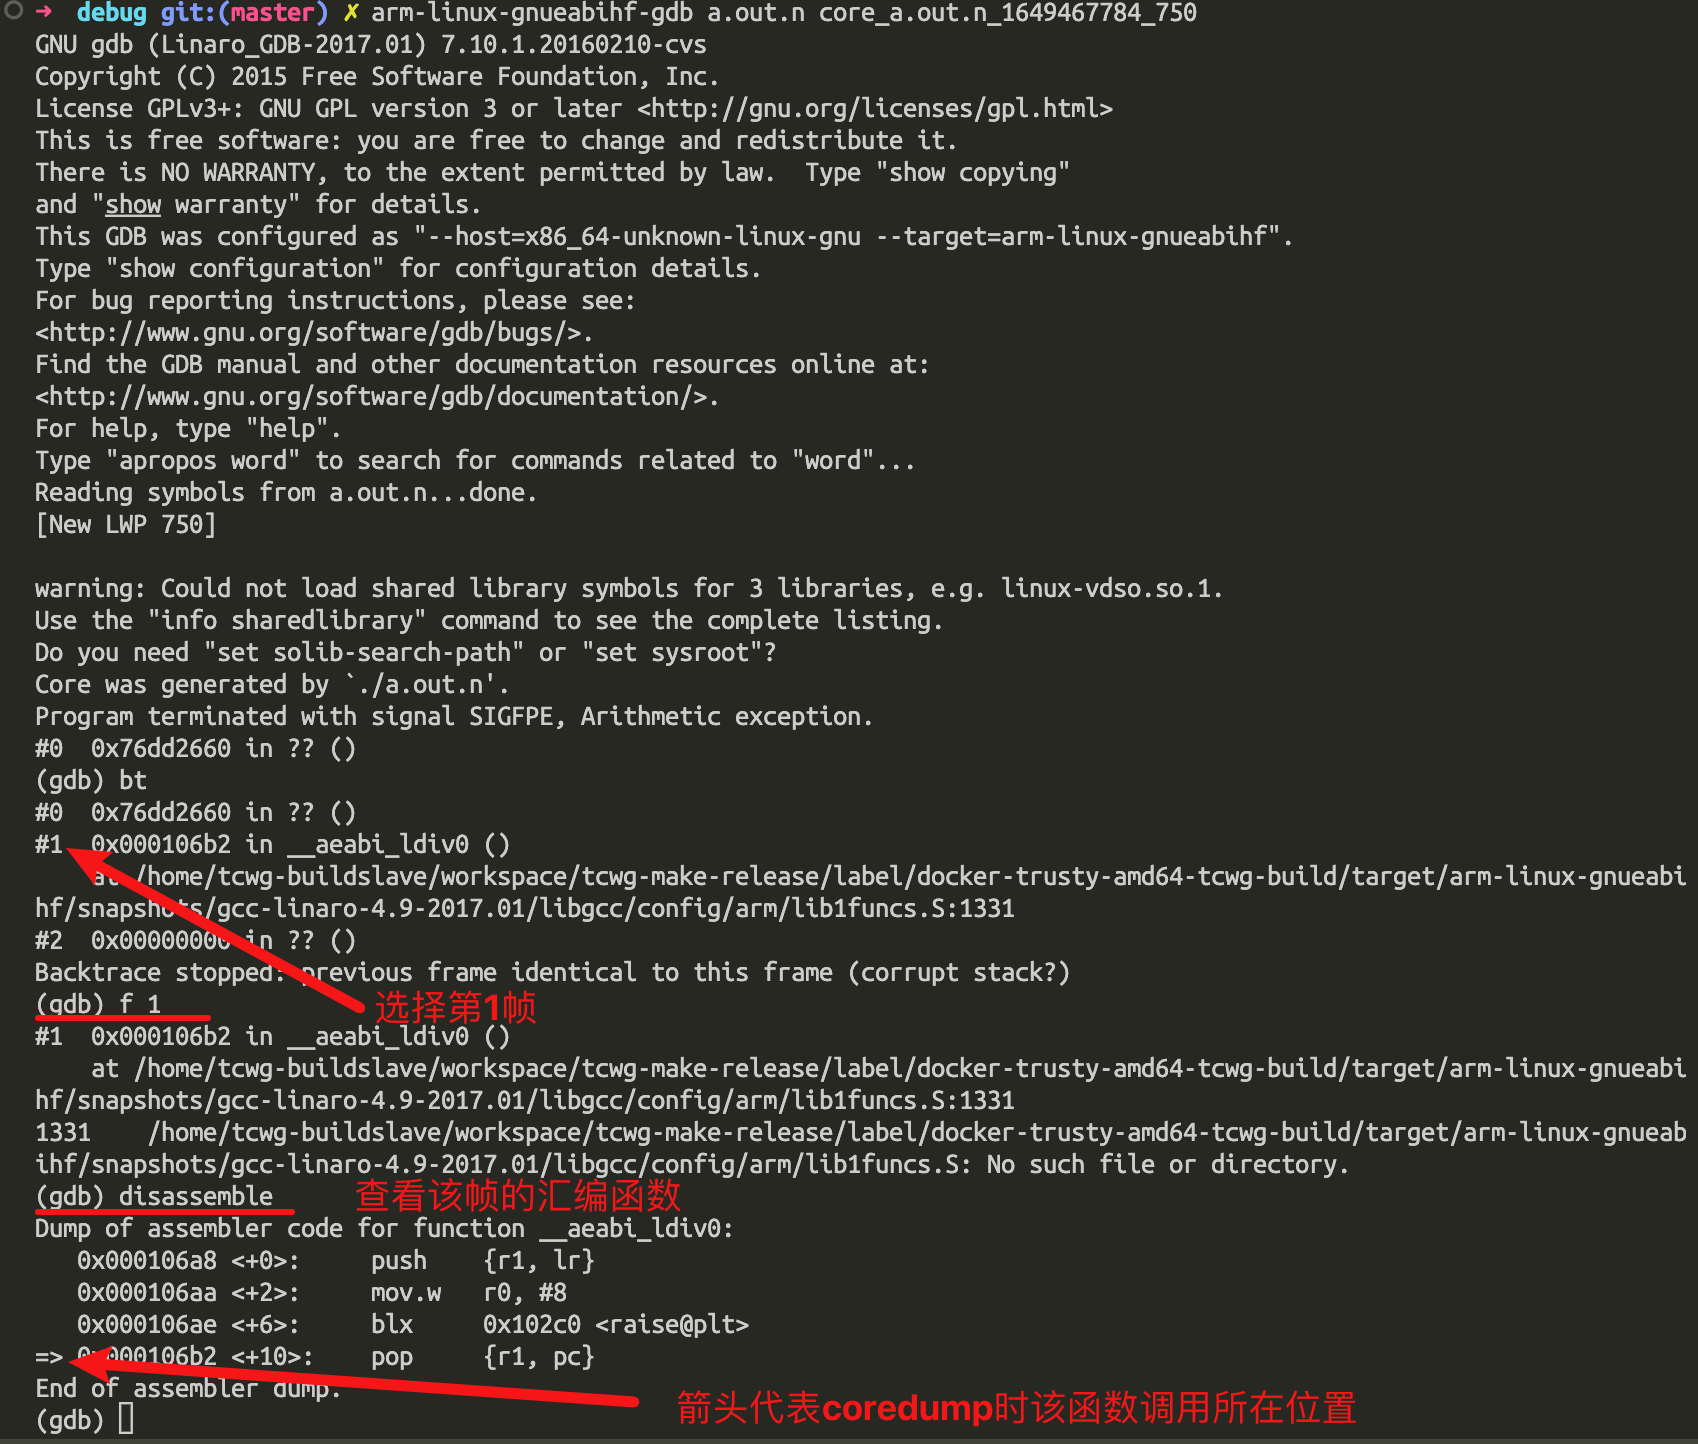 ➜  debug git:(master) ✗ arm-linux-gnueabihf-gdb a.out.n core_a.out.n_1649467784_750
GNU gdb (Linaro_GDB-2017.01) 7.10.1.20160210-cvs
Copyright (C) 2015 Free Software Foundation, Inc.
License GPLv3+: GNU GPL version 3 or later <http://gnu.org/licenses/gpl.html>
This is free software: you are free to change and redistribute it.
There is NO WARRANTY, to the extent permitted by law.  Type "show copying"
and "show warranty" for details.
This GDB was configured as "--host=x86_64-unknown-linux-gnu --target=arm-linux-gnueabihf".
Type "show configuration" for configuration details.
For bug reporting instructions, please see:
<http://www.gnu.org/software/gdb/bugs/>.
Find the GDB manual and other documentation resources online at:
<http://www.gnu.org/software/gdb/documentation/>.
For help, type "help".
Type "apropos word" to search for commands related to "word"...
Reading symbols from a.out.n...done.
[New LWP 750]
warning: Could not load shared library symbols for 3 libraries, e.g. linux-vdso.so.1.
Use the "info sharedlibrary" command to see the complete listing.
Do you need "set solib-search-path" or "set sysroot"?
Core was generated by `./a.out.n'.
Program terminated with signal SIGFPE, Arithmetic exception.
#0  0x76dd2660 in ?? ()
(gdb) bt
#0  0x76dd2660 in ?? ()
#1  0x000106b2 in __aeabi_ldiv0 ()
    at /home/tcwg-buildslave/workspace/tcwg-make-release/label/docker-trusty-amd64-tcwg-build/target/arm-linux-gnueabi
hf/snapshots/gcc-linaro-4.9-2017.01/libgcc/config/arm/lib1funcs.S:1331
#2  0x00000000 in ?? ()
Backtrace stopped: previous frame identical to this frame (corrupt stack?)
(gdb) f 1
选择第1帧
#1  0x000106b2 in __aeabi_ldiv0 ()
    at /home/tcwg-buildslave/workspace/tcwg-make-release/label/docker-trusty-amd64-tcwg-build/target/arm-linux-gnueabi
hf/snapshots/gcc-linaro-4.9-2017.01/libgcc/config/arm/lib1funcs.S:1331
1331    /home/tcwg-buildslave/workspace/tcwg-make-release/label/docker-trusty-amd64-tcwg-build/target/arm-linux-gnueab
ihf/snapshots/gcc-linaro-4.9-2017.01/libgcc/config/arm/lib1funcs.S: No such file or directory.
(gdb) disassemble
查看该帧的汇编函数
Dump of assembler code for function __aeabi_ldiv0:
   0x000106a8 <+0>:     push    {r1, lr}
   0x000106aa <+2>:     mov.w   r0, #8
   0x000106ae <+6>:     blx     0x102c0 <raise@plt>
=> 0x000106b2 <+10>:    pop     {r1, pc}
End of assembler dump.
箭头代表coredump时该函数调用所在位置
(gdb)